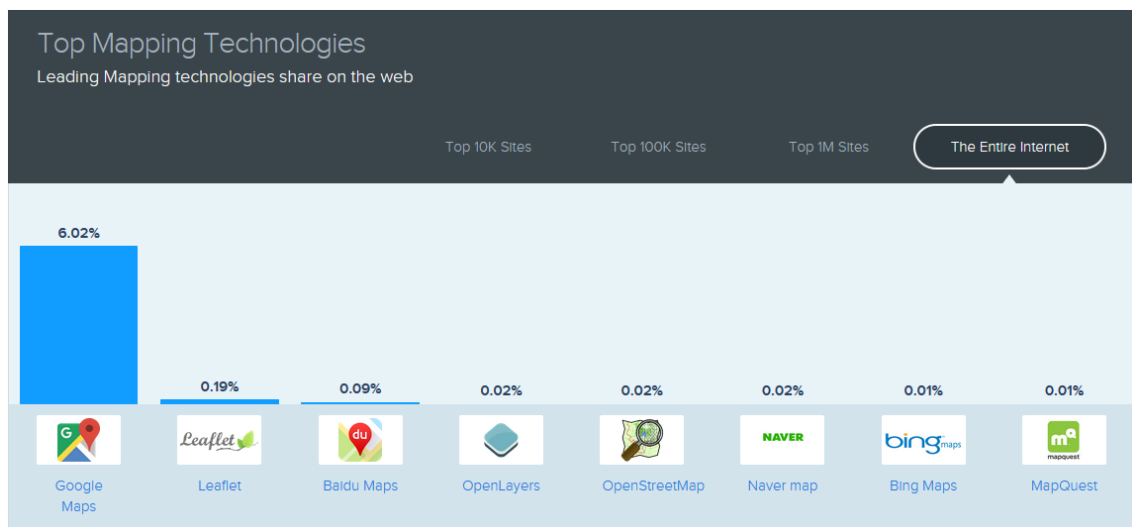 Top Mapping Technologies
Leading Mapping technologies share on the web
Top 10K Sites Top 100K Sites Top 1M Sites The Entire Internet
6.02%
0.19% 0.09% 0.02% 0.02% 0.02% 0.01% 0.01%
G Leaflet du NAVER bing maps mq mapquest
Google Maps Leaflet Baidu Maps OpenLayers OpenStreetMap Naver map Bing Maps MapQuest